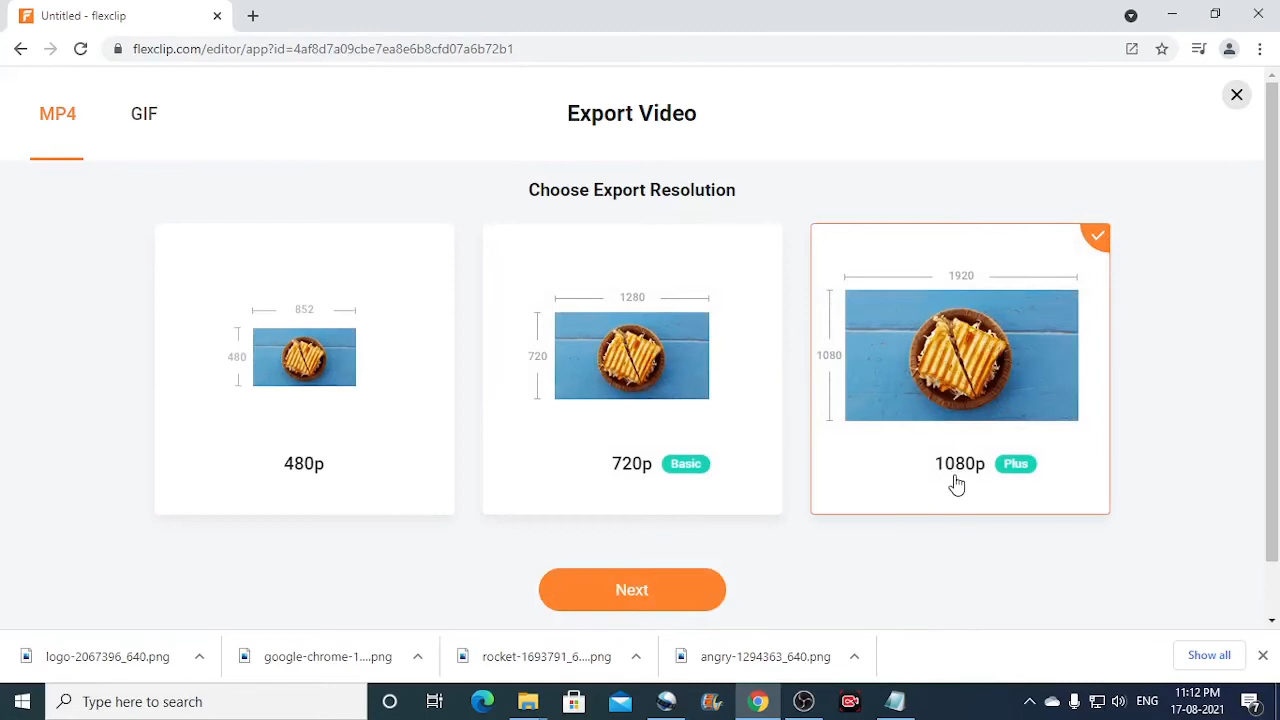 Untitled - flexclip
flexclip.com/editor/app?id=4af8d7a09cbe7ea8e6b8cfd07a6b72b1
MP4 GIF Export Video
Choose Export Resolution
852
480
480p
1280
720
720p Basic
1920
1080
1080p Plus
Next
logo-2067396_640.png google-chrome-1....png rocket-1693791_6....png angry-1294363_640.png Show all
Type here to search
ENG
11:12 PM
17-08-2021
7